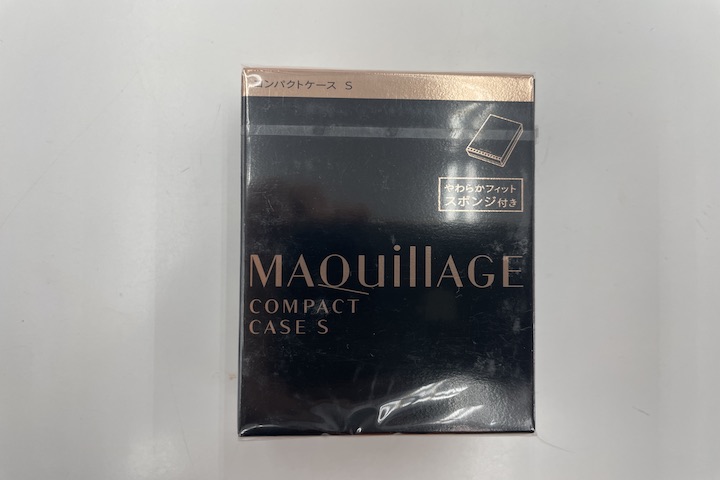 コンパクトケース S
やわらかフィット
スポンジ付き
MAQuillAGE
COMPACT
CASE S